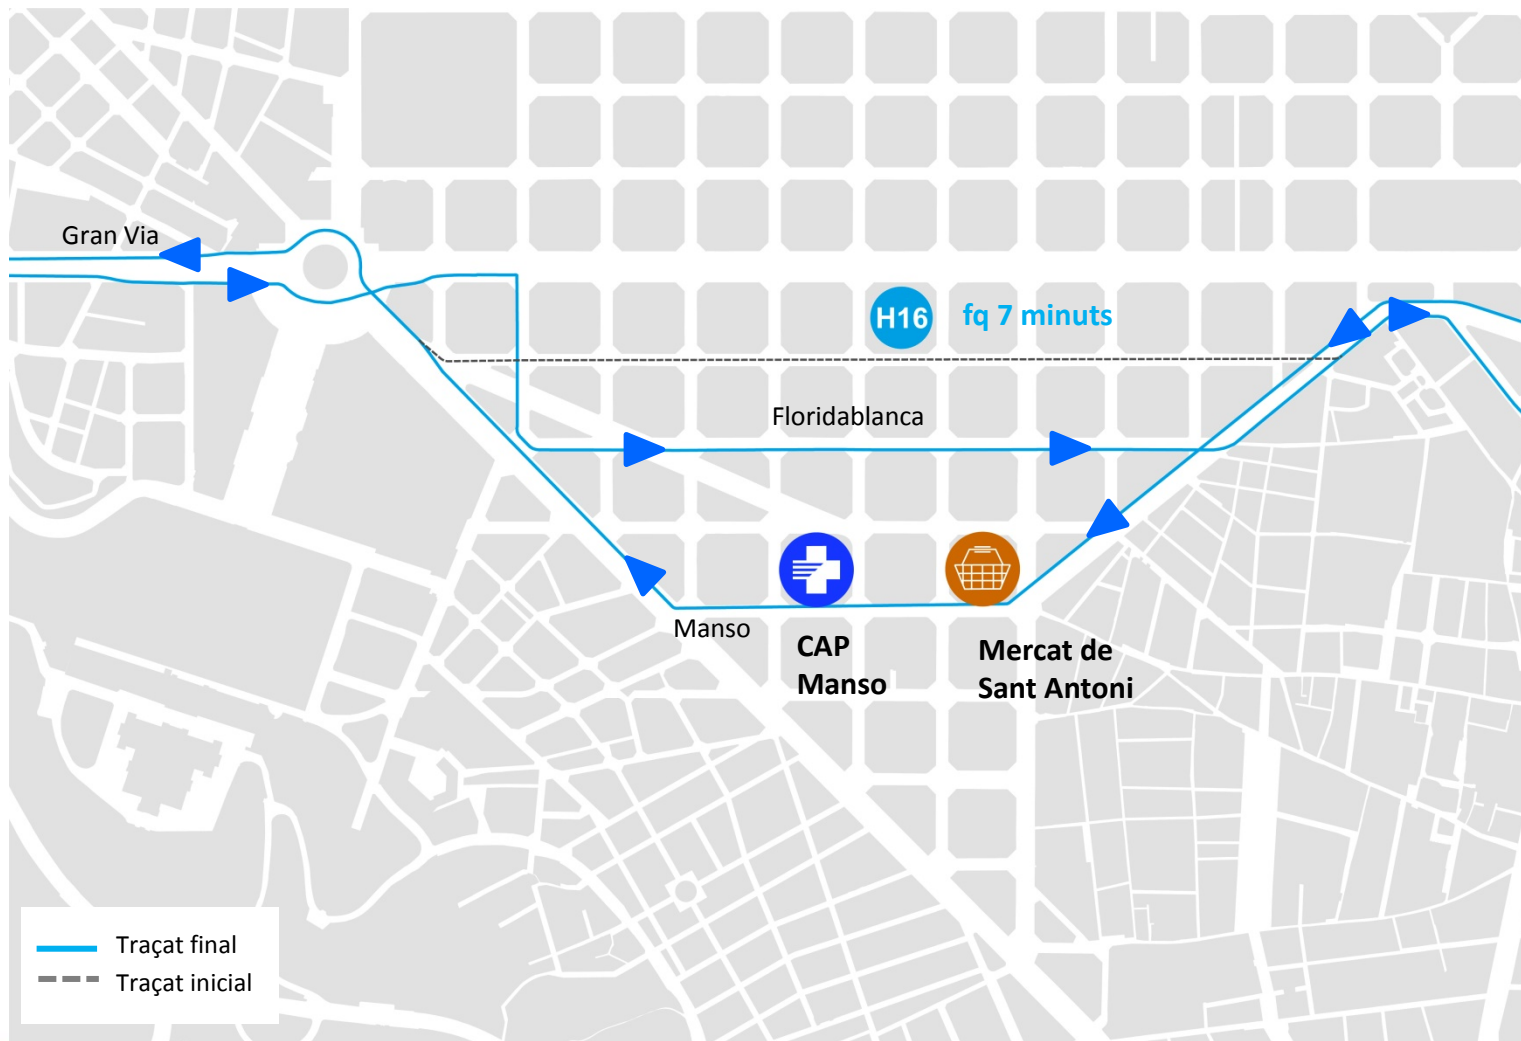 Gran Via
H16
fq 7 minuts
Floridablanca
Manso
CAP
Manso
Mercat de
Sant Antoni
Traçat final
Traçat inicial